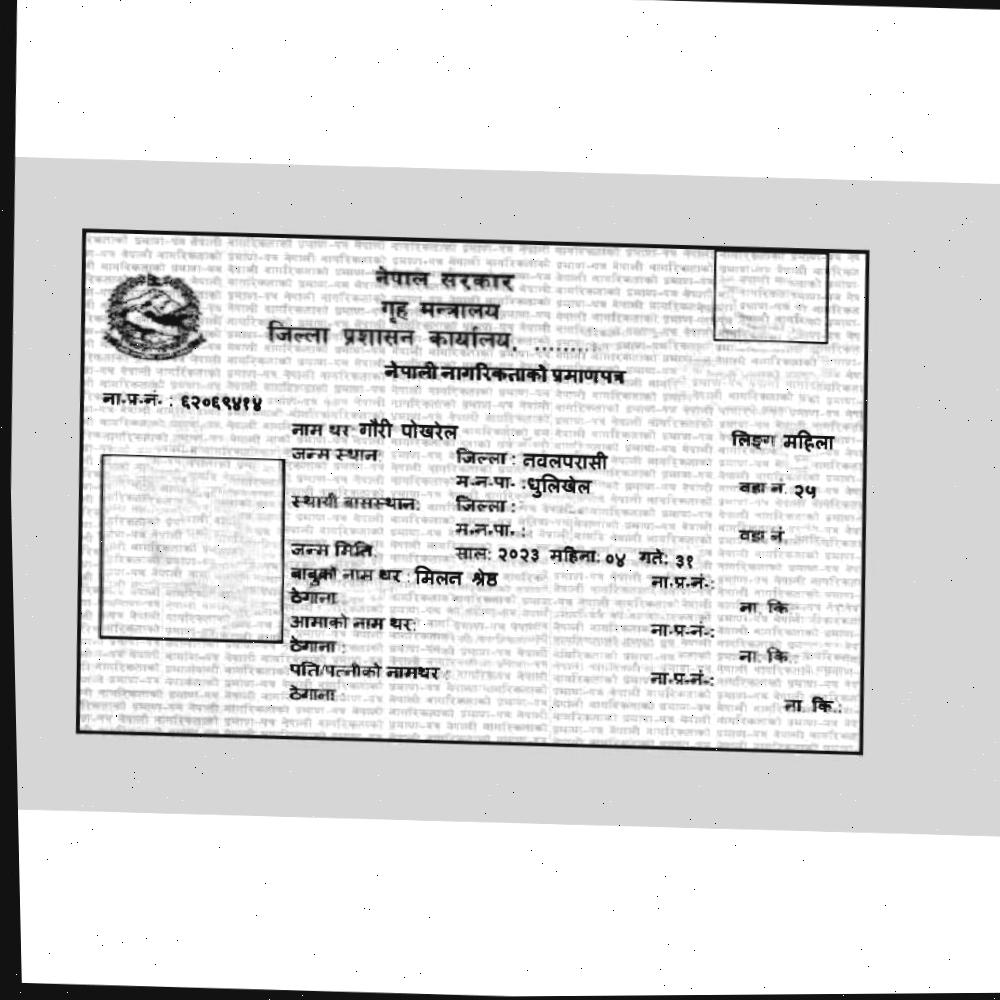 नेपाल सरकार
गृह मन्त्रालय
जिल्ला प्रशासन कार्यालय, ........
नेपाली नागरिकताको प्रमाणपत्र
ना.प्र.नं. : ६२०६९४१४
नाम थर गौरी पोखरेल लिङ्ग महिला
जन्म स्थान: जिल्ला : नवलपरासी
म.न.पा. :धुलिखेल वडा नं. २५
स्थायी बासस्थान: जिल्ला :
म.न.पा. : वडा नं.
जन्म मिति: साल: २०२३ महिना: ०४ गते: ३१
बाबुको नाम थर : मिलन श्रेष्ठ ना.प्र.नं.:
ठेगाना: ना. कि.
आमाको नाम थर: ना.प्र.नं.:
ठेगाना : ना. कि.
पति/पत्नीको नामथर : ना.प्र.नं.:
ठेगाना: ना. कि.: